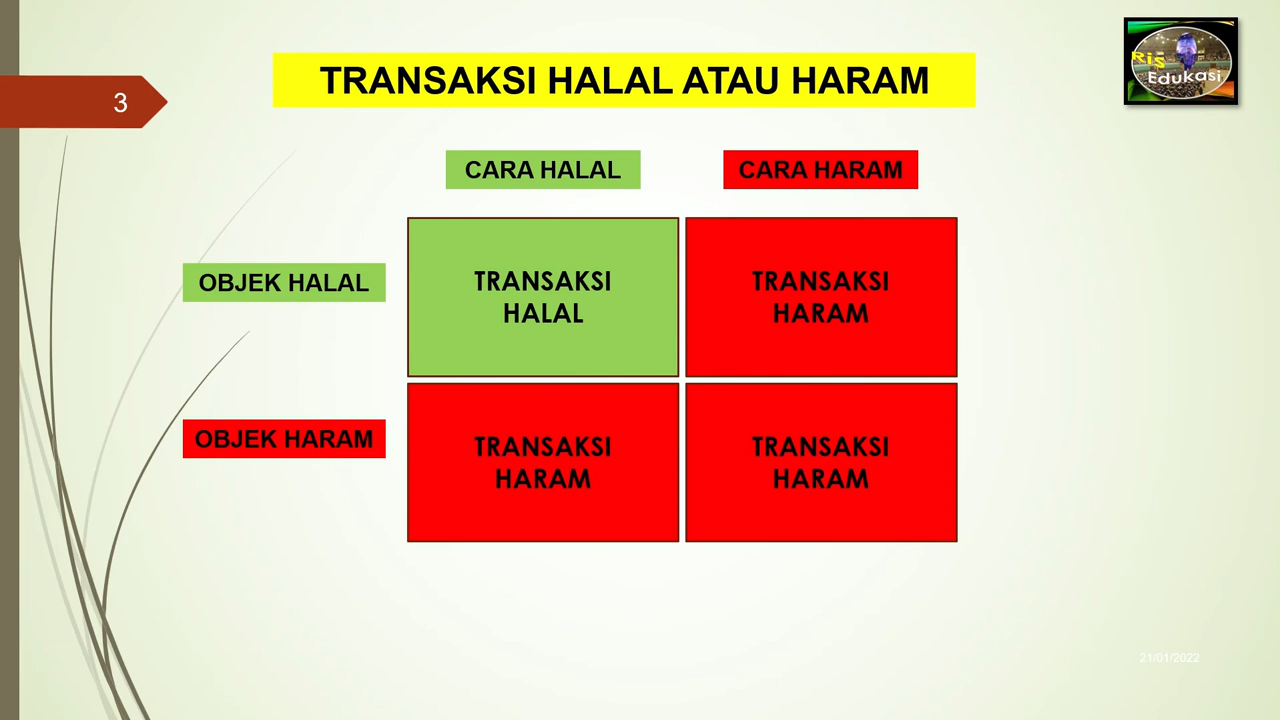 3
TRANSAKSI HALAL ATAU HARAM
Ris
Edukasi
CARA HALAL
CARA HARAM
OBJEK HALAL
TRANSAKSI
HALAL
TRANSAKSI
HARAM
OBJEK HARAM
TRANSAKSI
HARAM
TRANSAKSI
HARAM
21/01/2022